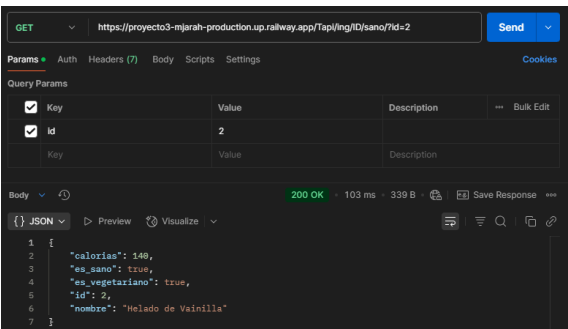 GET https://proyecto3-mjarah-production.up.railway.app/Tapi/ing/ID/sano/?id=2 Send
Params Auth Headers (7) Body Scripts Settings Cookies
Query Params
Key Value Description ••• Bulk Edit
id 2
Key Value Description
Body 200 OK • 103 ms • 339 B Save Response •••
{} JSON Preview Visualize
1 {
2 "calorias": 140,
3 "es_sano": true,
4 "es_vegetariano": true,
5 "id": 2,
6 "nombre": "Helado de Vainilla"
7 }